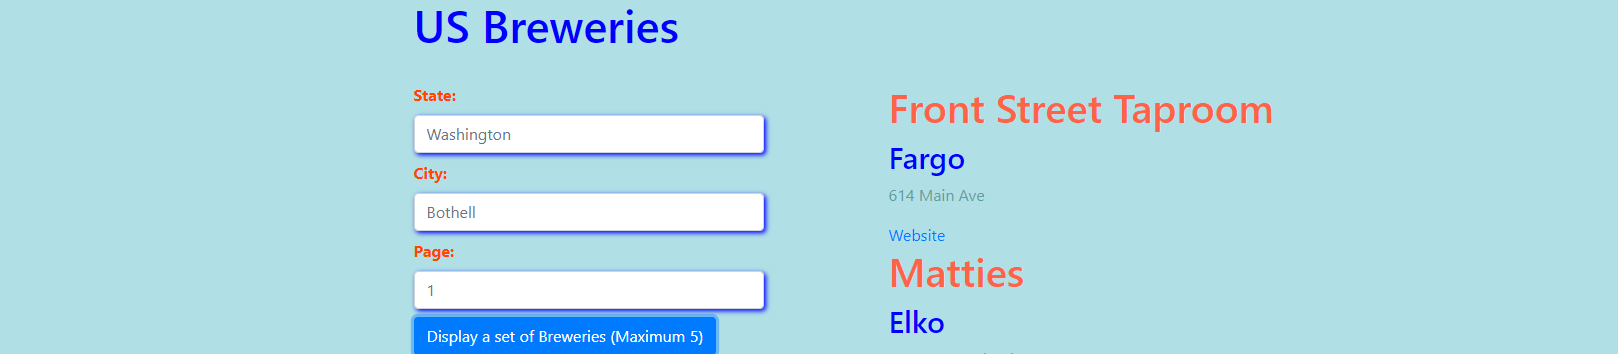 US Breweries
State:
Washington
City:
Bothell
Page:
1
Display a set of Breweries (Maximum 5)
Front Street Taproom
Fargo
614 Main Ave
Website
Matties
Elko